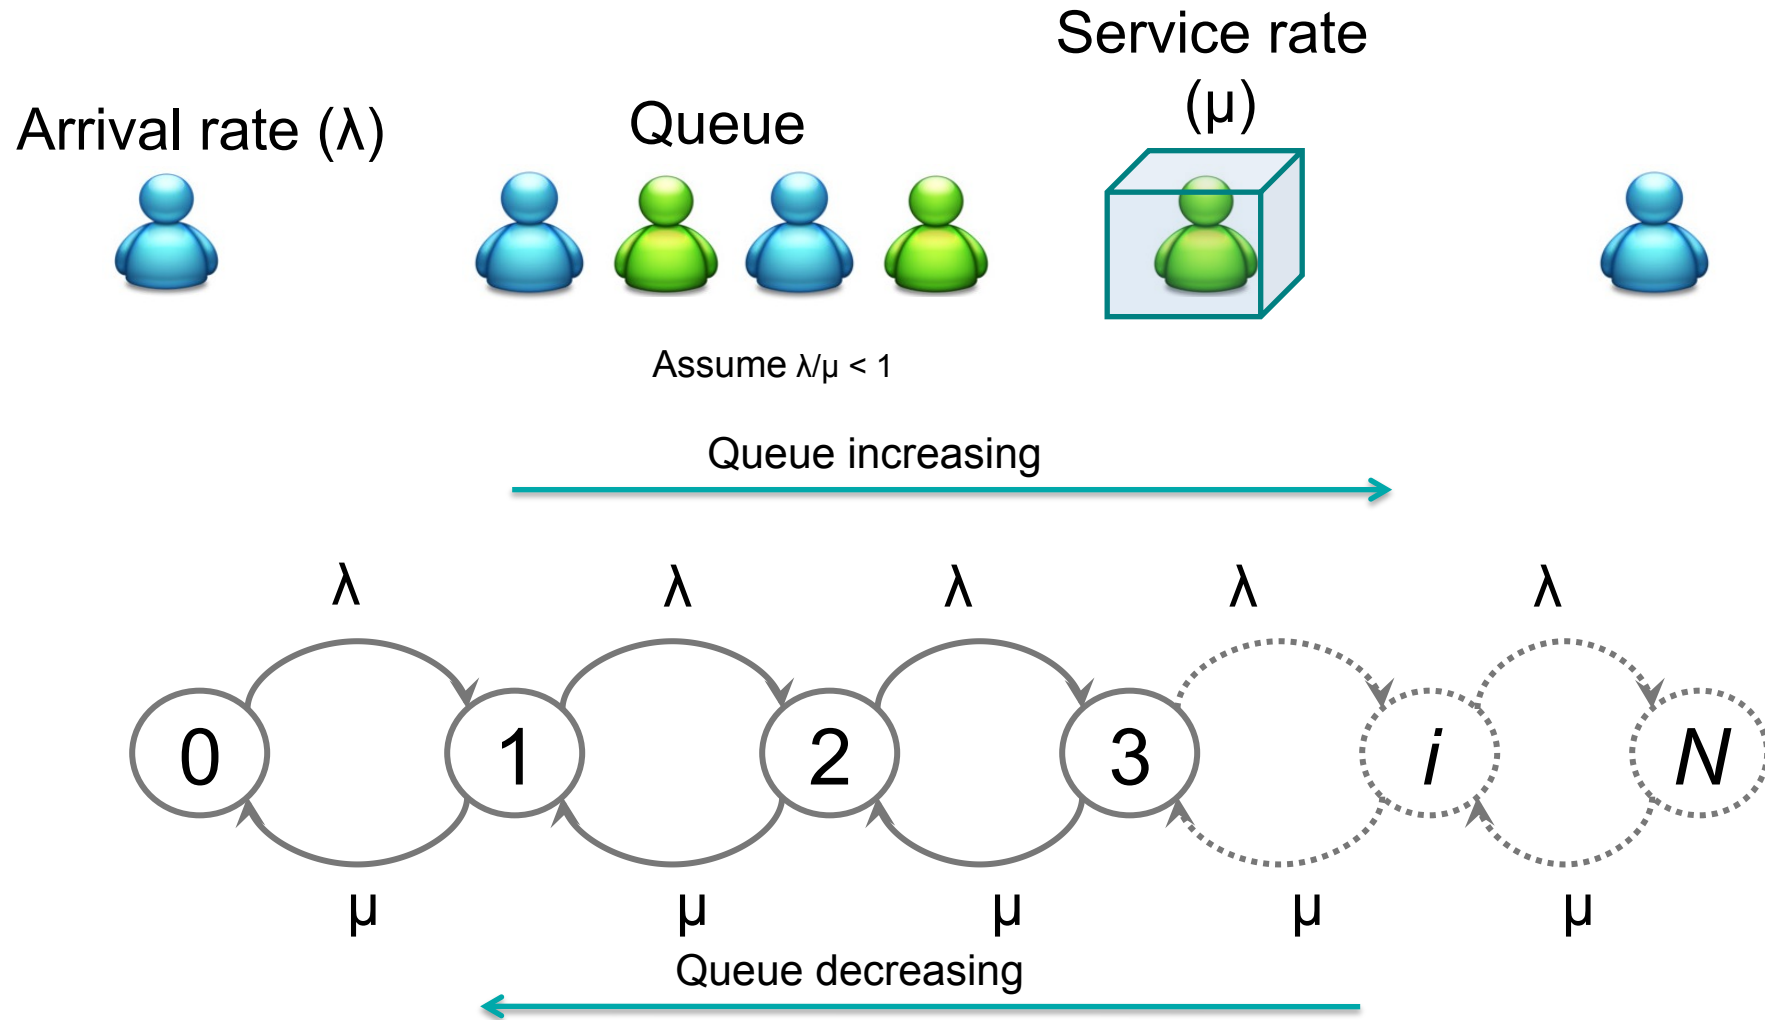 Service rate
(μ)
Arrival rate (λ)
Queue
Assume λ/μ < 1
Queue increasing
λ λ λ λ λ
0 1 2 3 i N
μ μ μ μ μ
Queue decreasing